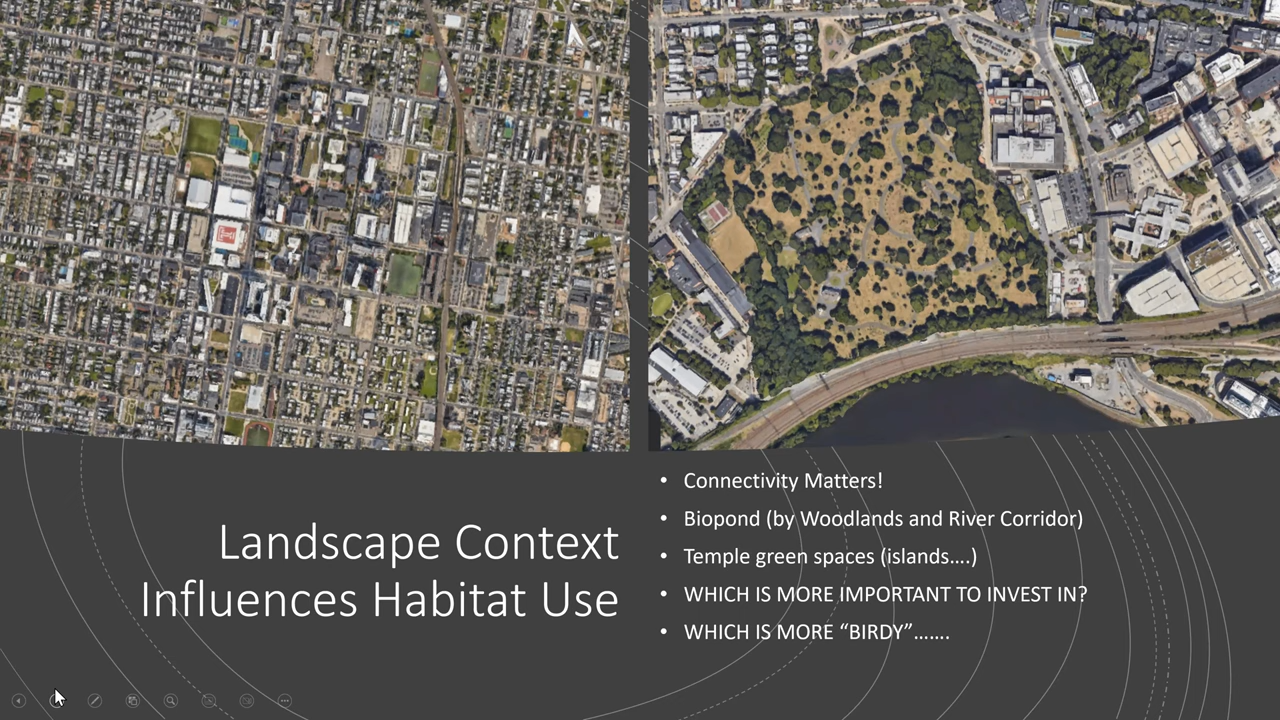 Landscape Context
Influences Habitat Use
• Connectivity Matters!
• Biopond (by Woodlands and River Corridor)
• Temple green spaces (islands….)
• WHICH IS MORE IMPORTANT TO INVEST IN?
• WHICH IS MORE “BIRDY”…….